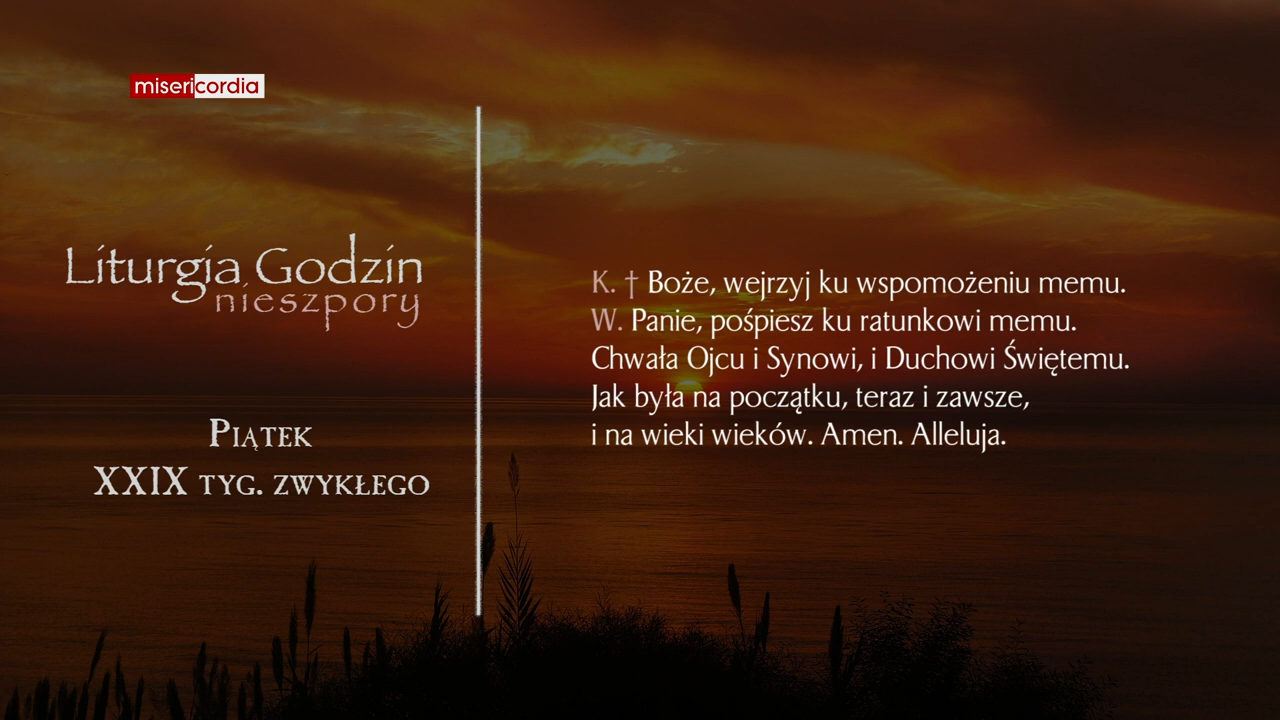 misericordia
Liturgia Godzin
nieszpory
Piątek
XXIX tyg. zwykłego
K. † Boże, wejrzyj ku wspomożeniu memu.
W. Panie, pośpiesz ku ratunkowi memu.
Chwała Ojcu i Synowi, i Duchowi Świętemu.
Jak była na początku, teraz i zawsze,
i na wieki wieków. Amen. Alleluja.